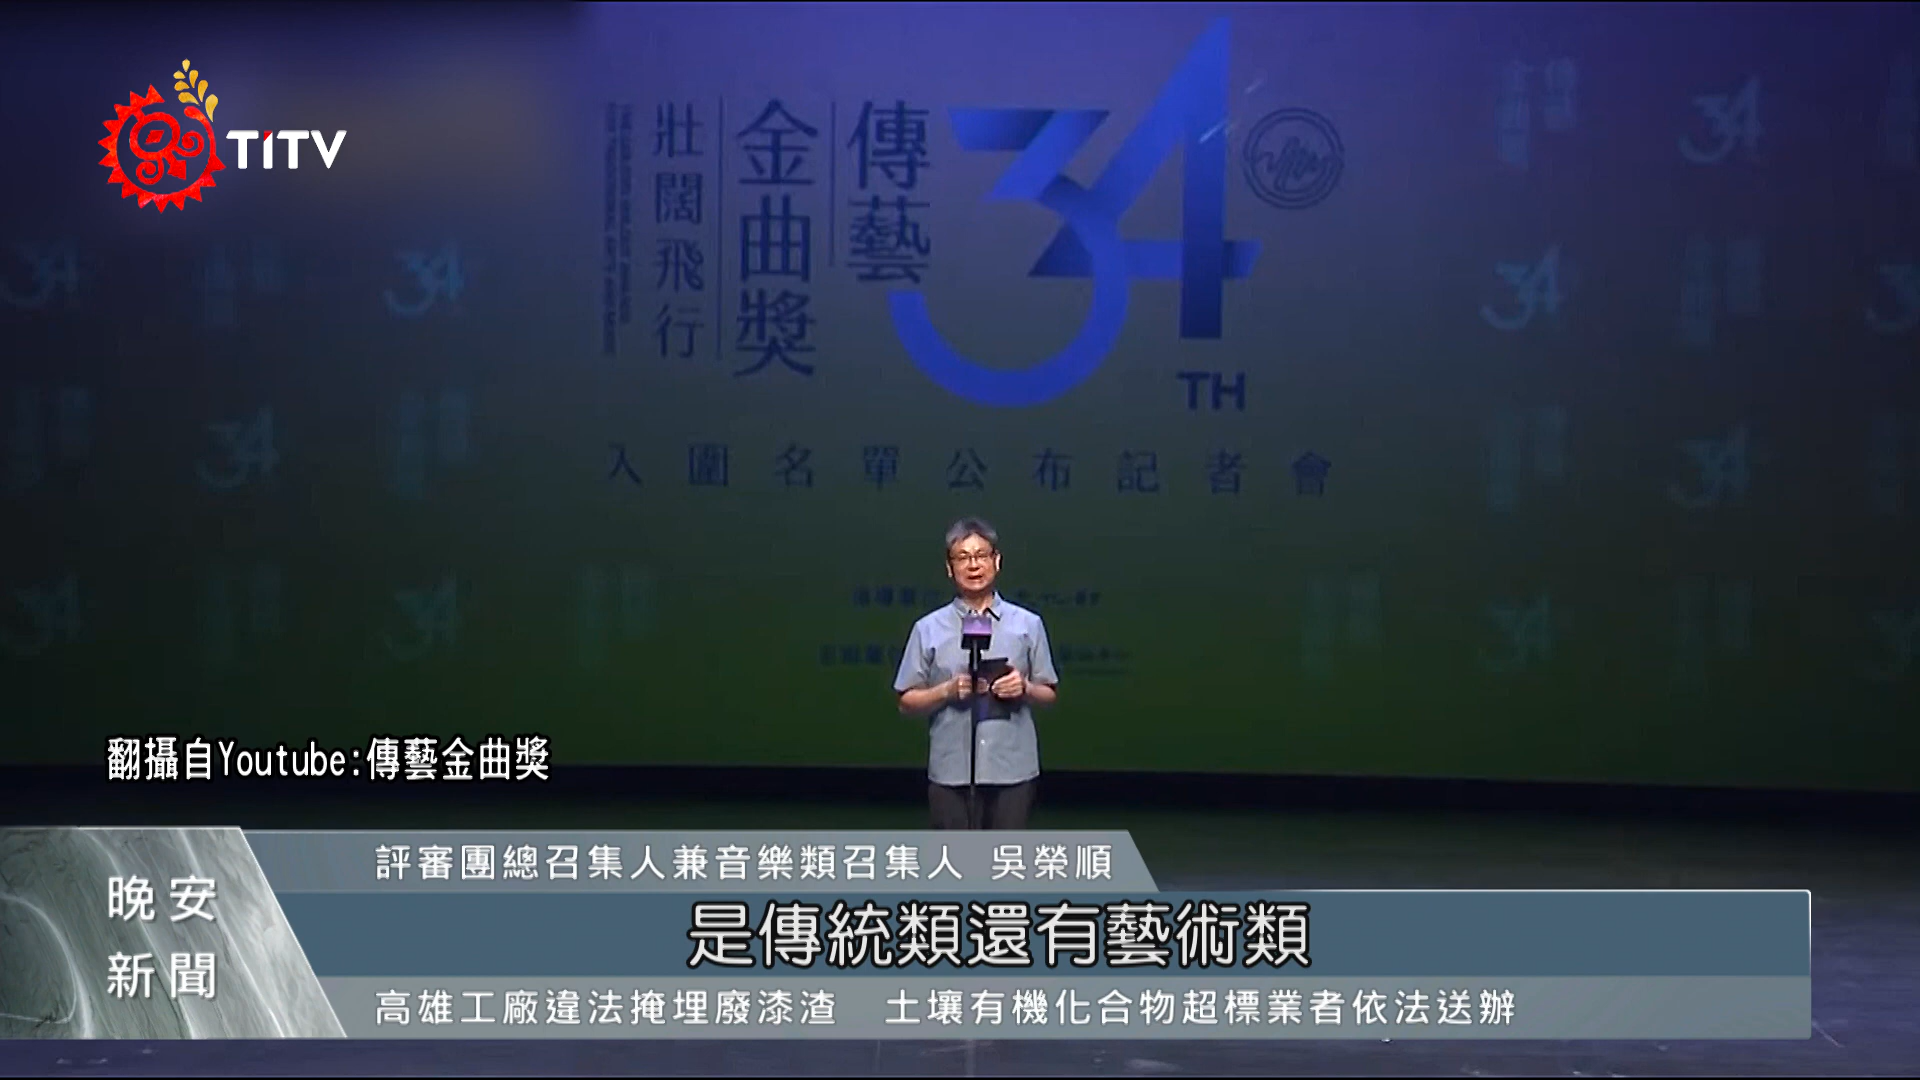 TITV
34
TH
傳藝
金曲獎
壯闊飛行
入圍名單公布記者會
翻攝自Youtube:傳藝金曲獎
評審團總召集人兼音樂類召集人 吳榮順
晚安
新聞
是傳統類還有藝術類
高雄工廠違法掩埋廢漆渣 土壤有機化合物超標業者依法送辦